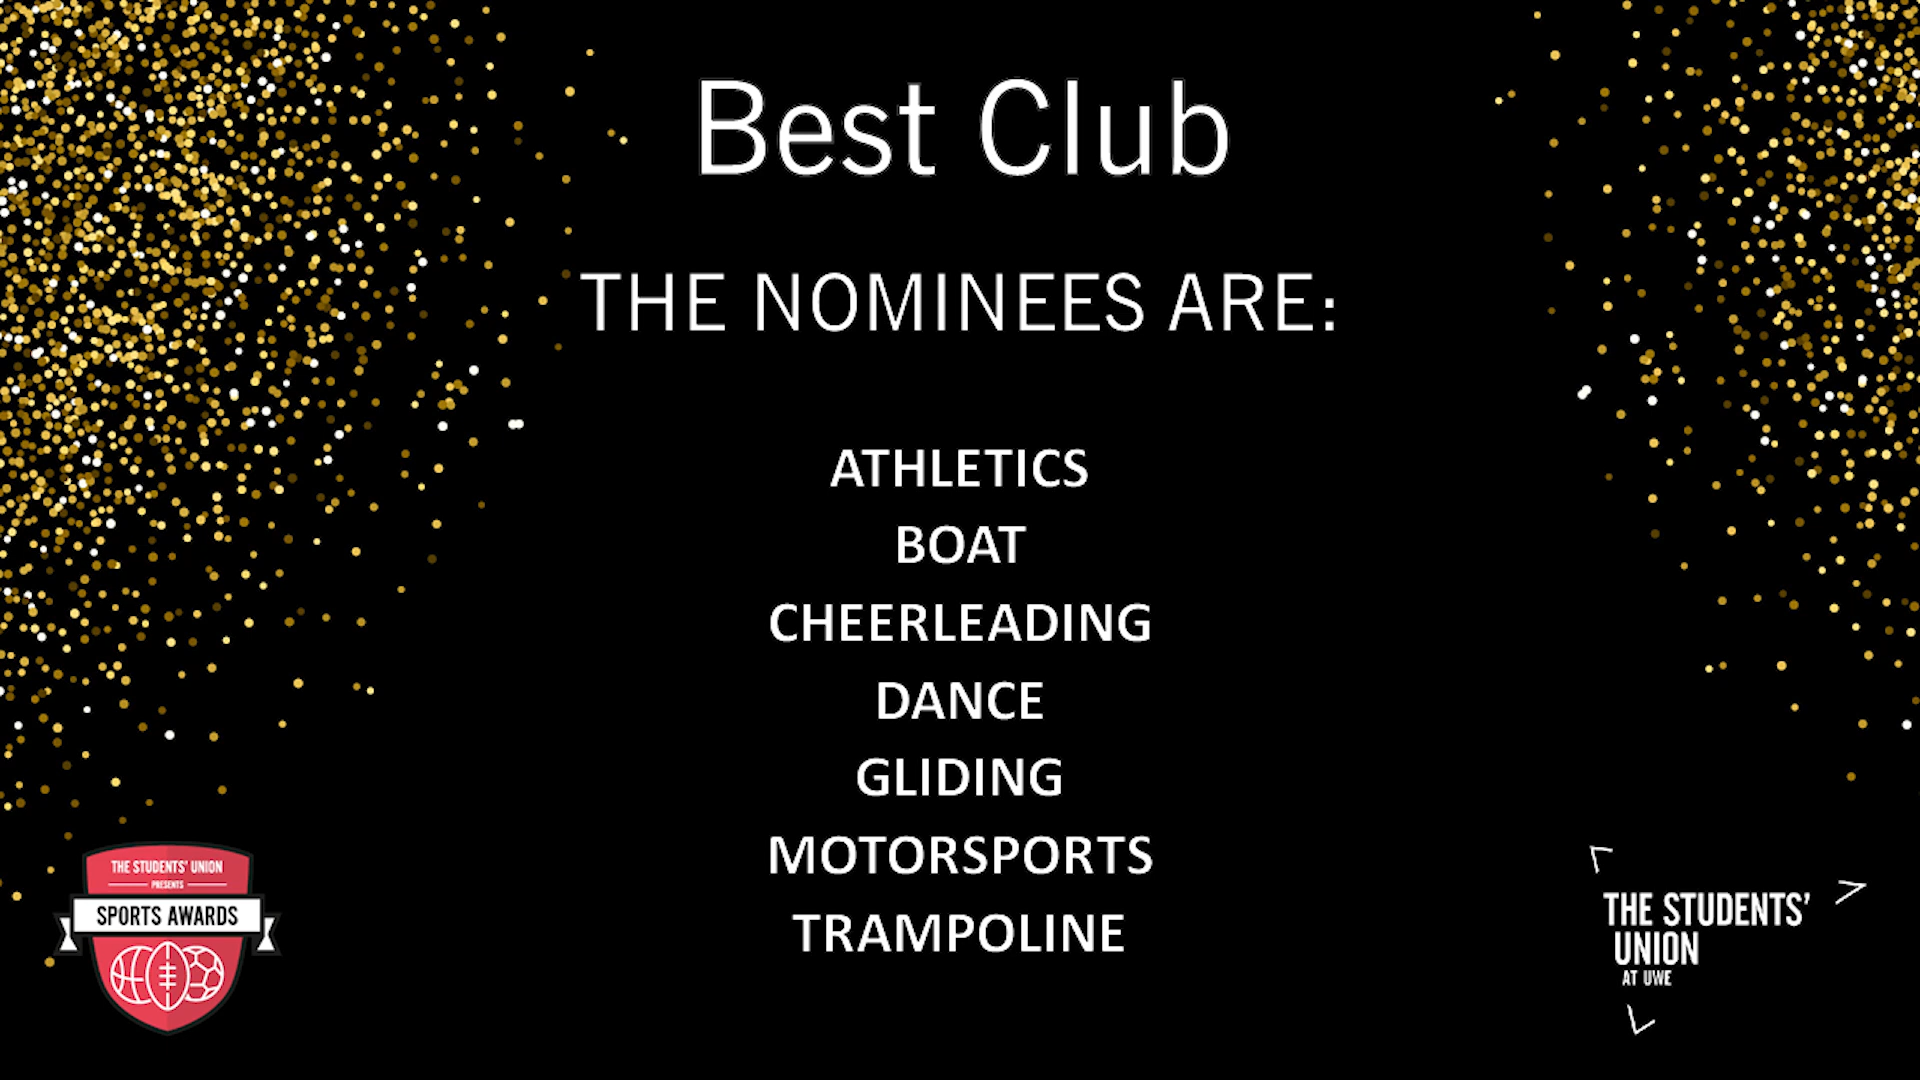 Best Club
THE NOMINEES ARE:
ATHLETICS
BOAT
CHEERLEADING
DANCE
GLIDING
MOTORSPORTS
TRAMPOLINE
THE STUDENTS' UNION
PRESENTS
SPORTS AWARDS
THE STUDENTS'
UNION
AT UWE